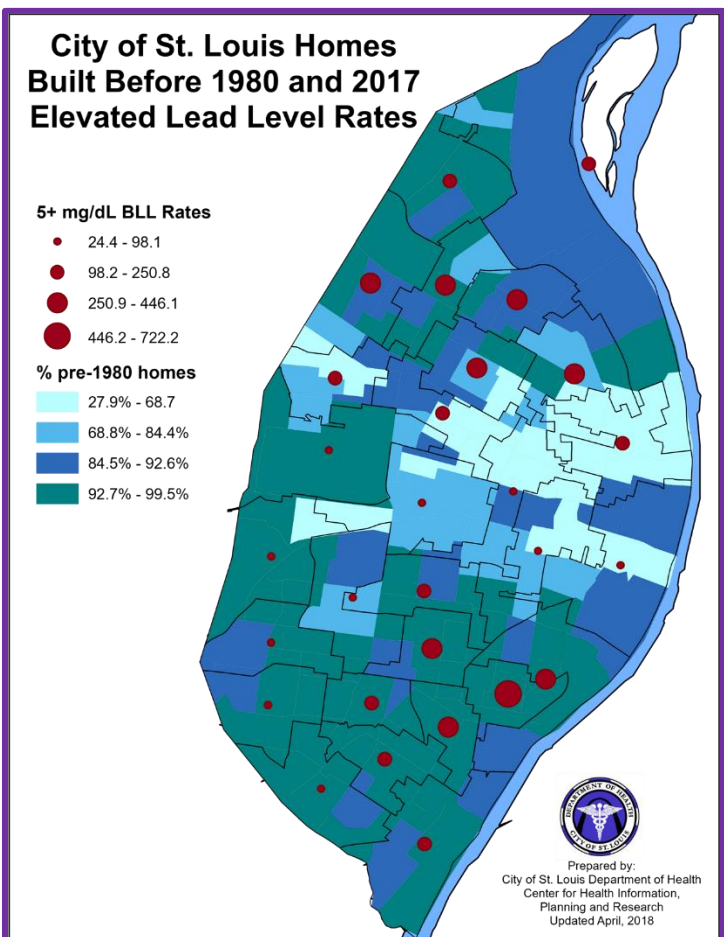 City of St. Louis Homes
Built Before 1980 and 2017
Elevated Lead Level Rates
5+ mg/dL BLL Rates
24.4 - 98.1
98.2 - 250.8
250.9 - 446.1
446.2 - 722.2
% pre-1980 homes
27.9% - 68.7
68.8% - 84.4%
84.5% - 92.6%
92.7% - 99.5%
DEPARTMENT OF HEALTH
CITY OF ST. LOUIS
Prepared by:
City of St. Louis Department of Health
Center for Health Information,
Planning and Research
Updated April, 2018